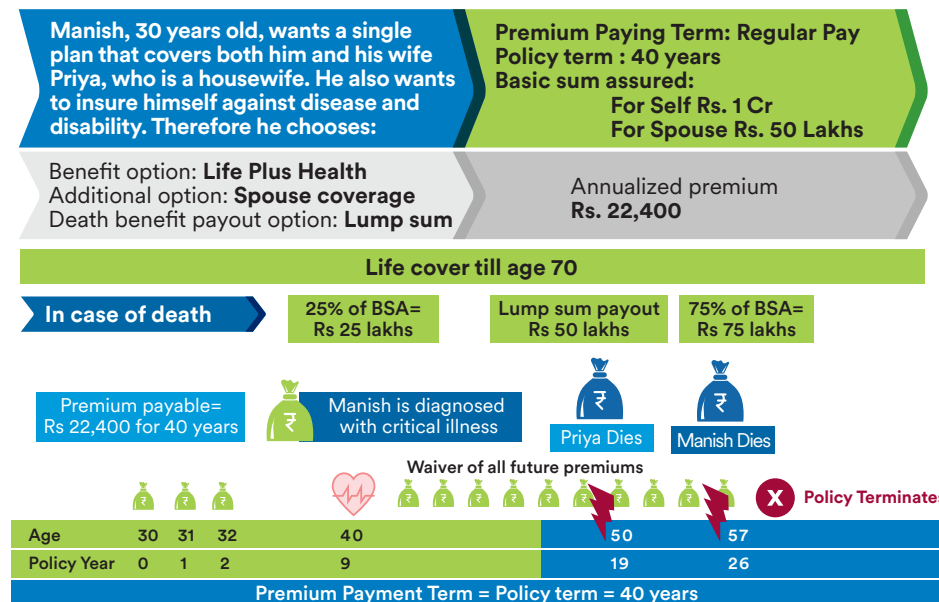 Manish, 30 years old, wants a single
plan that covers both him and his wife
Priya, who is a housewife. He also wants
to insure himself against disease and
disability. Therefore he chooses:
Premium Paying Term: Regular Pay
Policy term : 40 years
Basic sum assured:
For Self Rs. 1 Cr
For Spouse Rs. 50 Lakhs
Benefit option: Life Plus Health
Additional option: Spouse coverage
Death benefit payout option: Lump sum
Annualized premium
Rs. 22,400
Life cover till age 70
In case of death
25% of BSA=
Rs 25 lakhs
Lump sum payout
Rs 50 lakhs
75% of BSA=
Rs 75 lakhs
Premium payable=
Rs 22,400 for 40 years
₹
Manish is diagnosed
with critical illness
₹
Priya Dies
₹
Manish Dies
Waiver of all future premiums
₹ ₹ ₹ ₹ ₹ ₹ ₹ ₹ ₹ ₹ ₹ ₹ ₹
X Policy Terminates
Age 30 31 32 40 50 57
Policy Year 0 1 2 9 19 26
Premium Payment Term = Policy term = 40 years